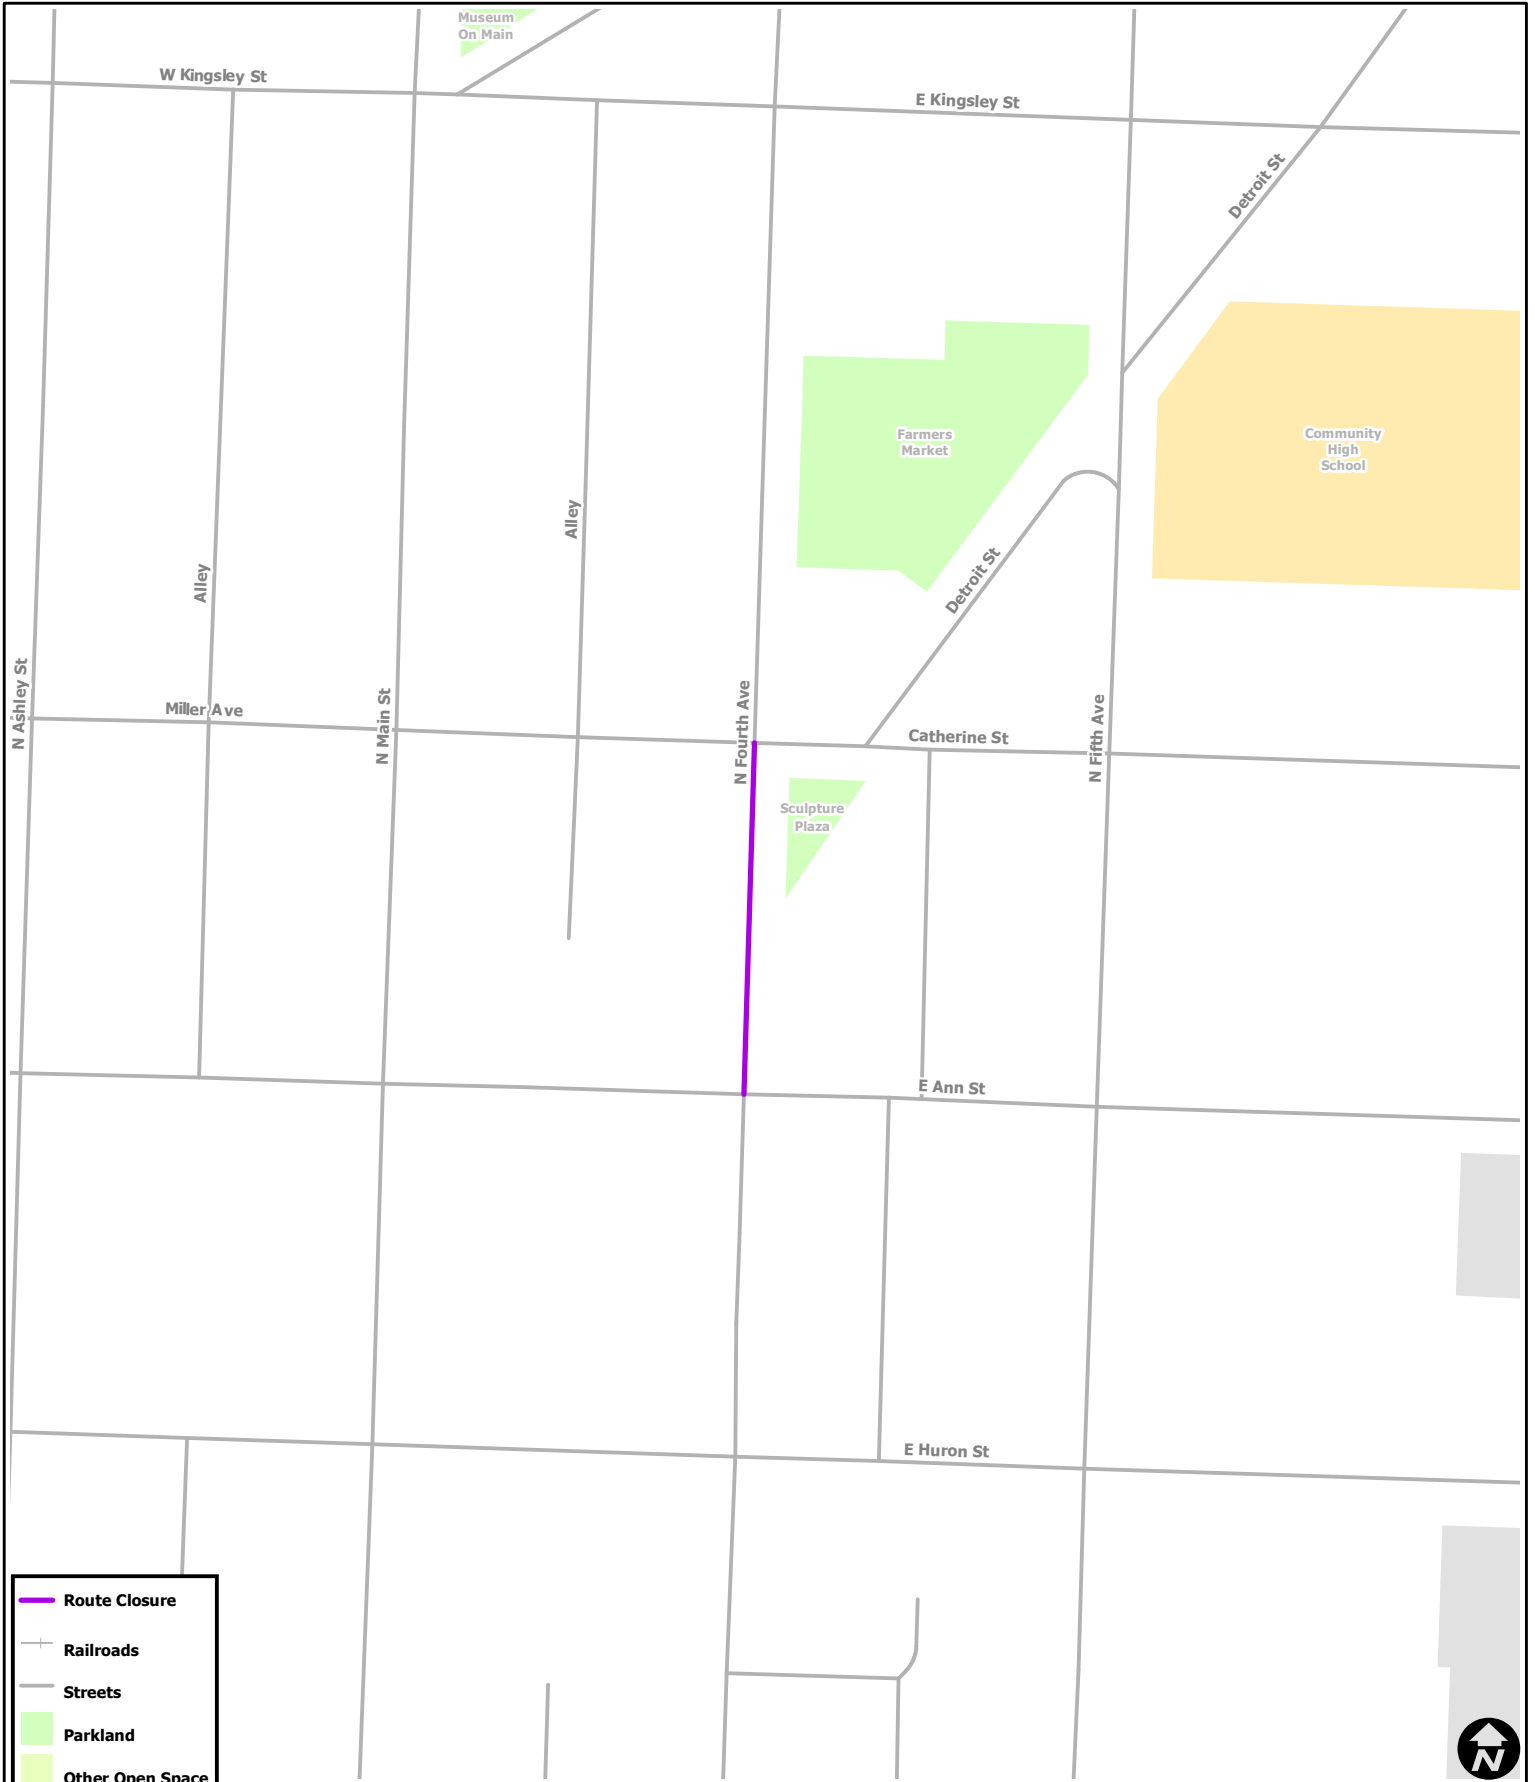 Museum
On Main
W Kingsley St
E Kingsley St
Detroit St
Farmers
Market
Community
High
School
Alley
Alley
Detroit St
N Ashley St
Miller Ave
N Main St
N Fourth Ave
Catherine St
N Fifth Ave
Sculpture
Plaza
E Ann St
E Huron St
Route Closure
Railroads
Streets
Parkland
Other Open Space
N